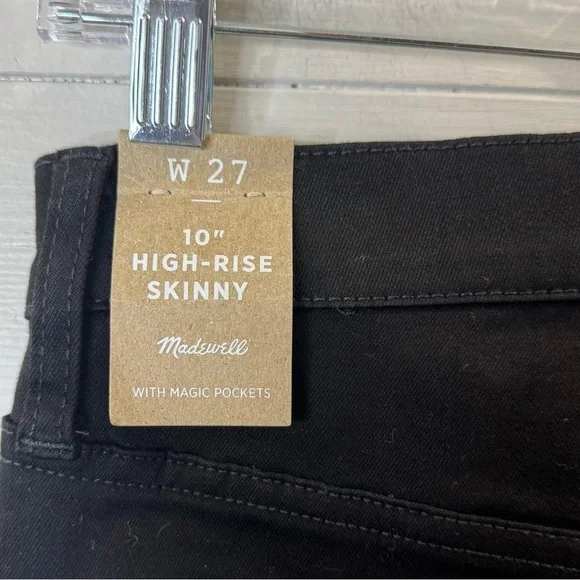 W 27
10"
HIGH-RISE
SKINNY
Madewell
WITH MAGIC POCKETS